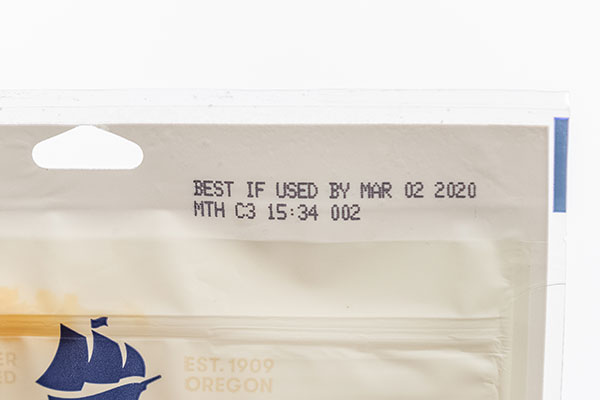 BEST IF USED BY MAR 02 2020
MTH C3 15:34 002
EST. 1909
OREGON